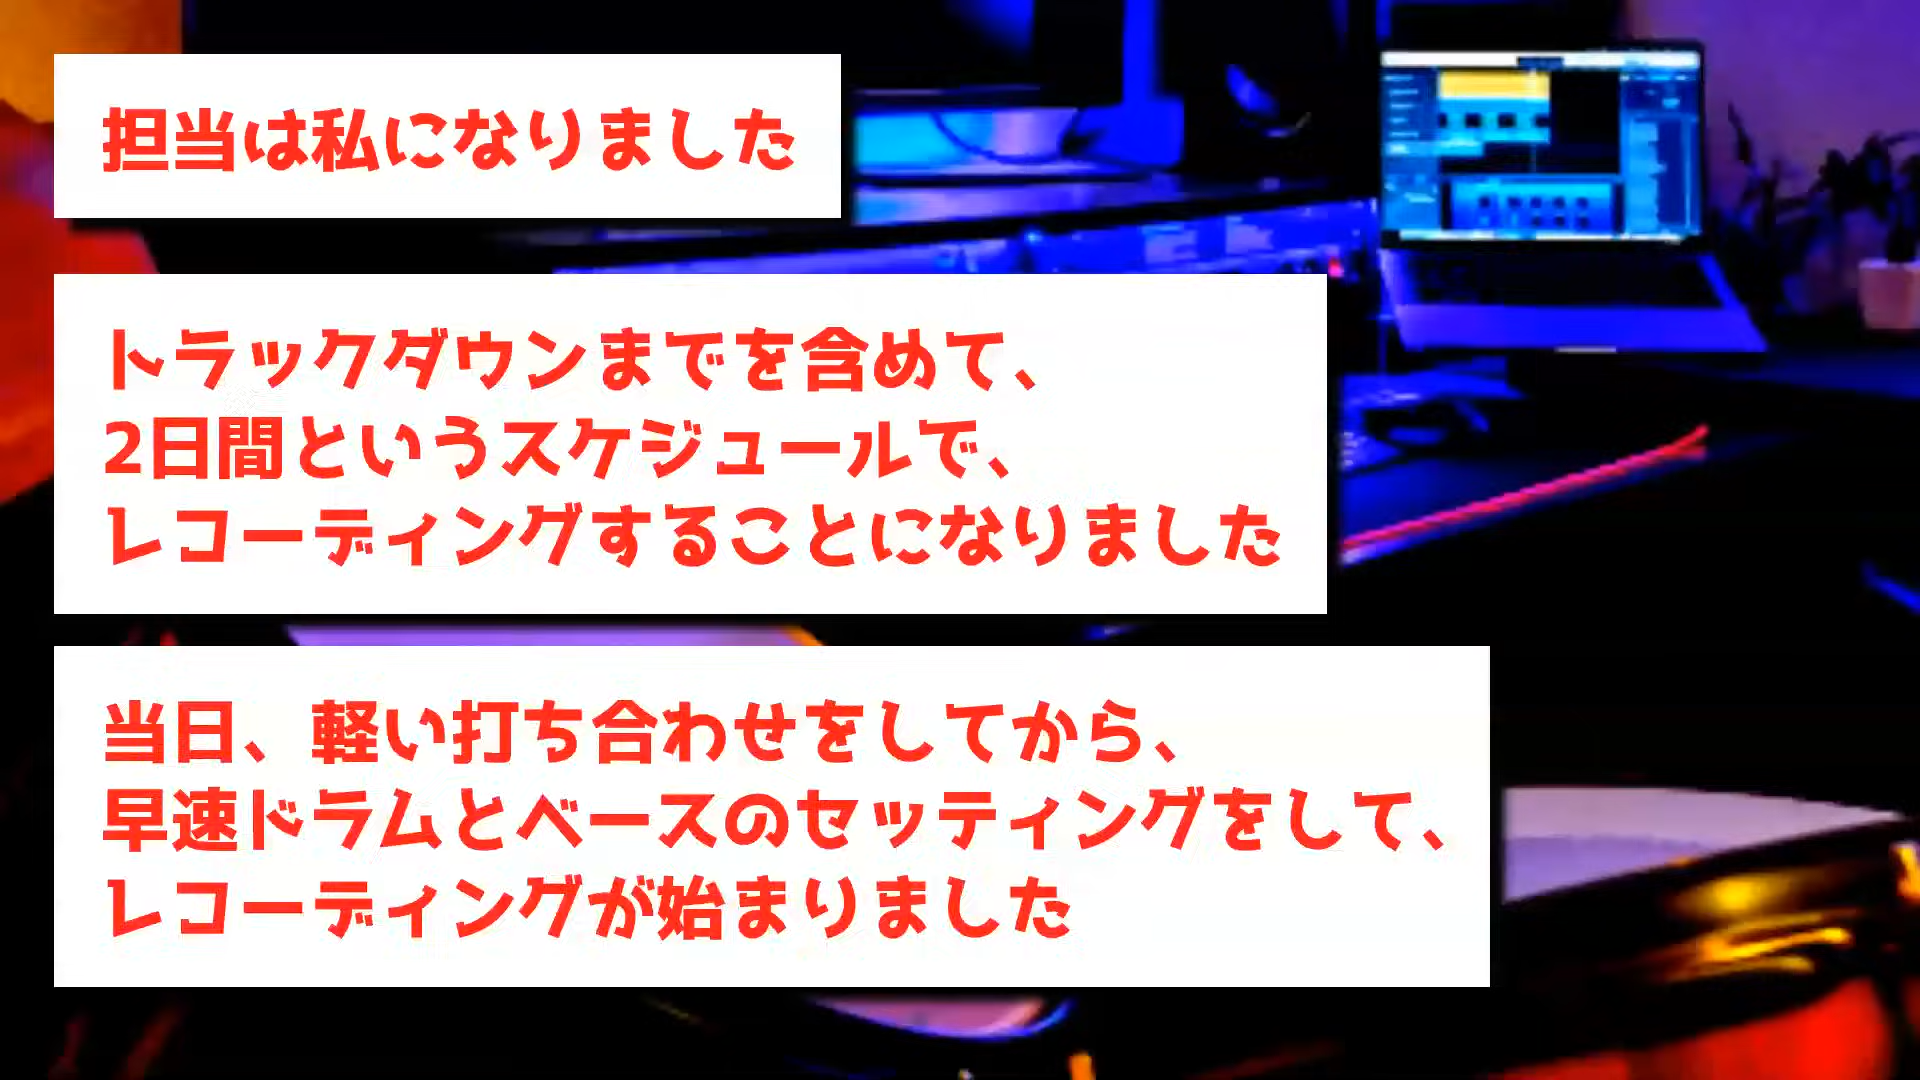 担当は私になりました
トラックダウンまでを含めて、
2日間というスケジュールで、
レコーディングすることになりました
当日、軽い打ち合わせをしてから、
早速ドラムとベースのセッティングをして、
レコーディングが始まりました